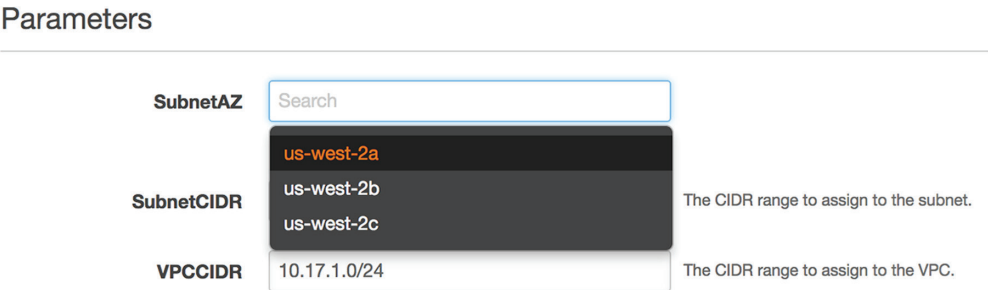 Parameters
SubnetAZ
Search
us-west-2a
us-west-2b
us-west-2c
SubnetCIDR
The CIDR range to assign to the subnet.
VPCCIDR
10.17.1.0/24
The CIDR range to assign to the VPC.